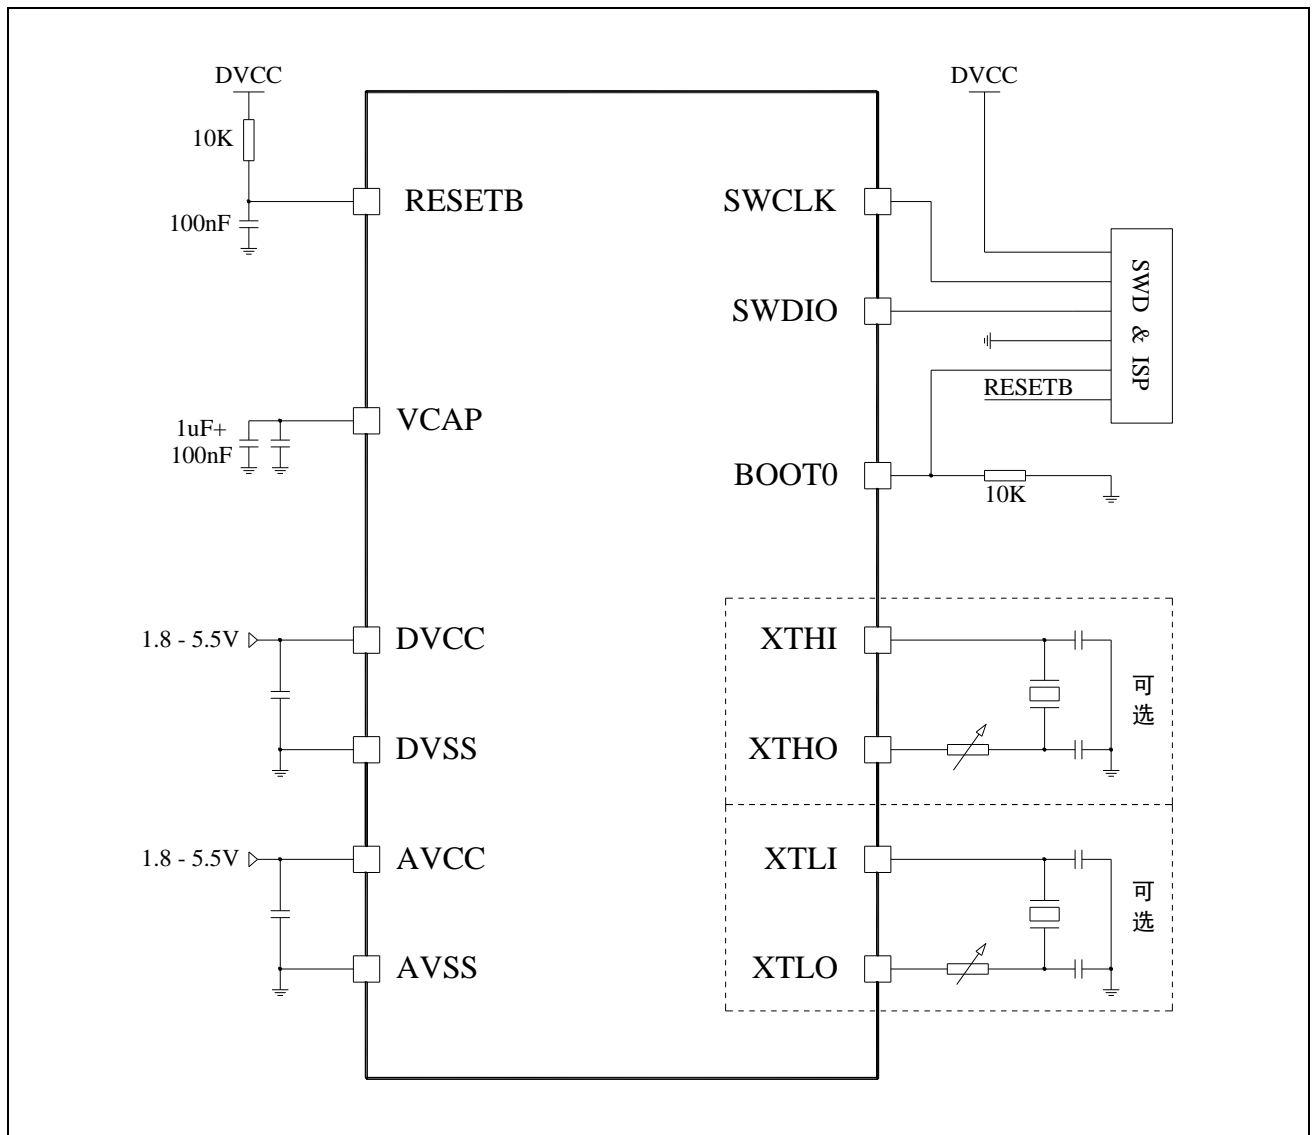 DVCC
10K
RESETB
100nF
1uF+
100nF
VCAP
1.8 - 5.5V
DVCC
DVSS
1.8 - 5.5V
AVCC
AVSS
DVCC
SWCLK
SWDIO
SWD & ISP
RESETB
BOOT0
10K
XTHI
XTHO
可
选
XTLI
XTLO
可
选